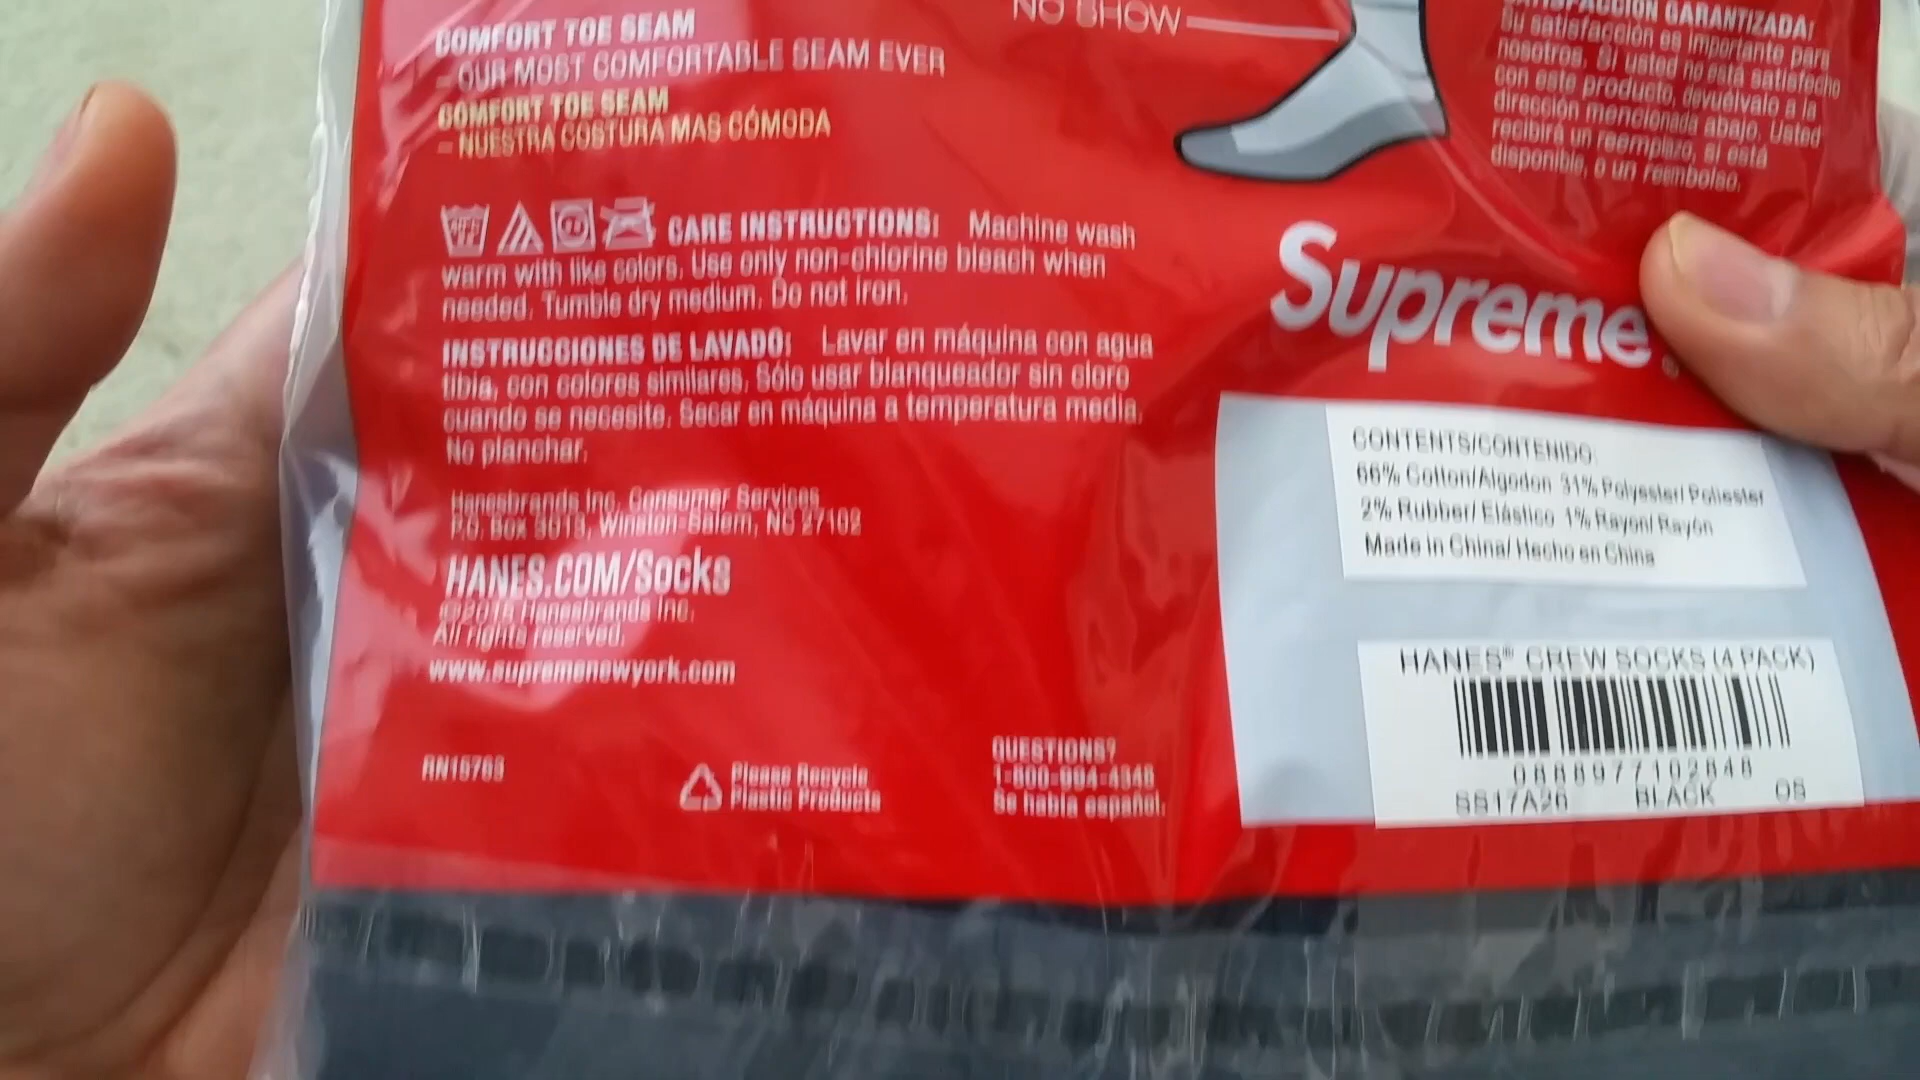 COMFORT TOE SEAM
- OUR MOST COMFORTABLE SEAM EVER
COMFORT TOE SEAM
- NUESTRA COSTURA MAS CÓMODA
CARE INSTRUCTIONS: Machine wash
warm with like colors. Use only non-chlorine bleach when
needed. Tumble dry medium. Do not iron.
INSTRUCCIONES DE LAVADO: Lavar en máquina con agua
tibia, con colores similares. Sólo usar blanqueador sin cloro
cuando se necesite. Secar en máquina a temperatura media.
No planchar.
Hanesbrands Inc. Consumer Services
P.O. Box 3013, Winston-Salem, NC 27102
HANES.COM/Socks
Hanesbrands Inc.
All rights reserved.
www.supremenewyork.com
RN15763
Please Recycle
Plastic Products
QUESTIONS?
1-800-994-4348
Se habla español.
NO SHOW
SATISFACCIÓN GARANTIZADA:
Su satisfacción es importante para
nosotros. Si usted no está satisfecho
con este producto, devuélvalo a la
dirección mencionada abajo. Usted
recibirá un reemplazo, si está
disponible, o un reembolso.
Supreme
CONTENTS/CONTENIDO:
66% Cotton/Algodon 31% Polyester/ Poliester
2% Rubber/ Elástico 1% Rayon/ Rayón
Made in China/ Hecho en China
HANES® CREW SOCKS (4 PACK)
0888977102848
SS17A26 BLACK OS